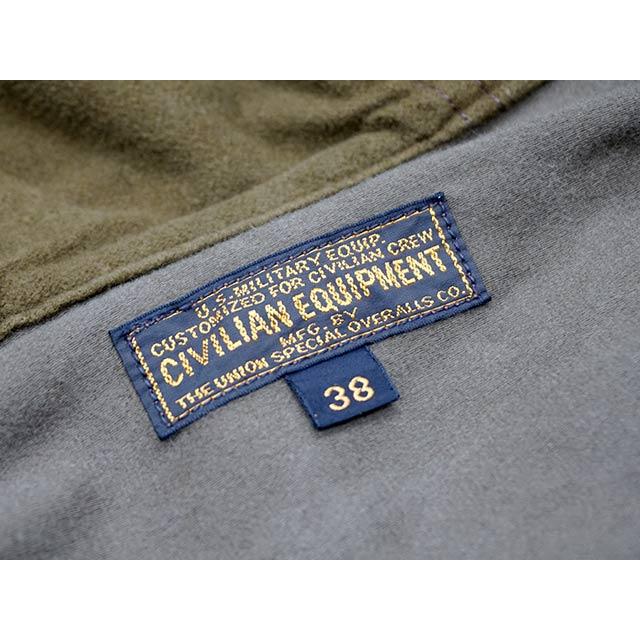 U.S. MILITARY EQUIP.
CUSTOMIZED FOR CIVILIAN CREW
CIVILIAN EQUIPMENT
MFG. BY
THE UNION SPECIAL OVERALLS CO.
38